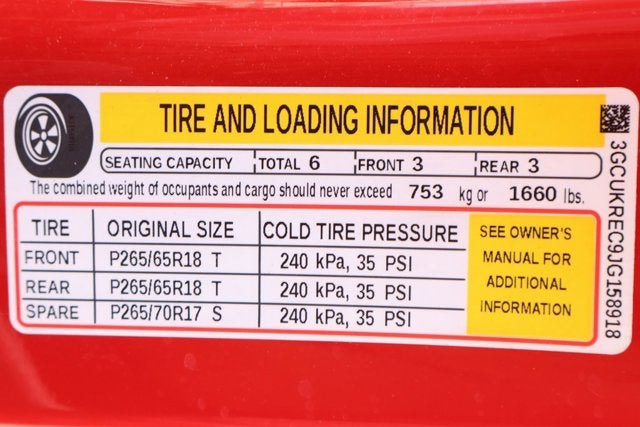 TIRE AND LOADING INFORMATION
SEATING CAPACITY TOTAL 6 FRONT 3 REAR 3
The combined weight of occupants and cargo should never exceed 753 kg or 1660 lbs.
TIRE ORIGINAL SIZE COLD TIRE PRESSURE
FRONT P265/65R18 T 240 kPa, 35 PSI
REAR P265/65R18 T 240 kPa, 35 PSI
SPARE P265/70R17 S 240 kPa, 35 PSI
SEE OWNER'S
MANUAL FOR
ADDITIONAL
INFORMATION
3GCUKREC9JG158918